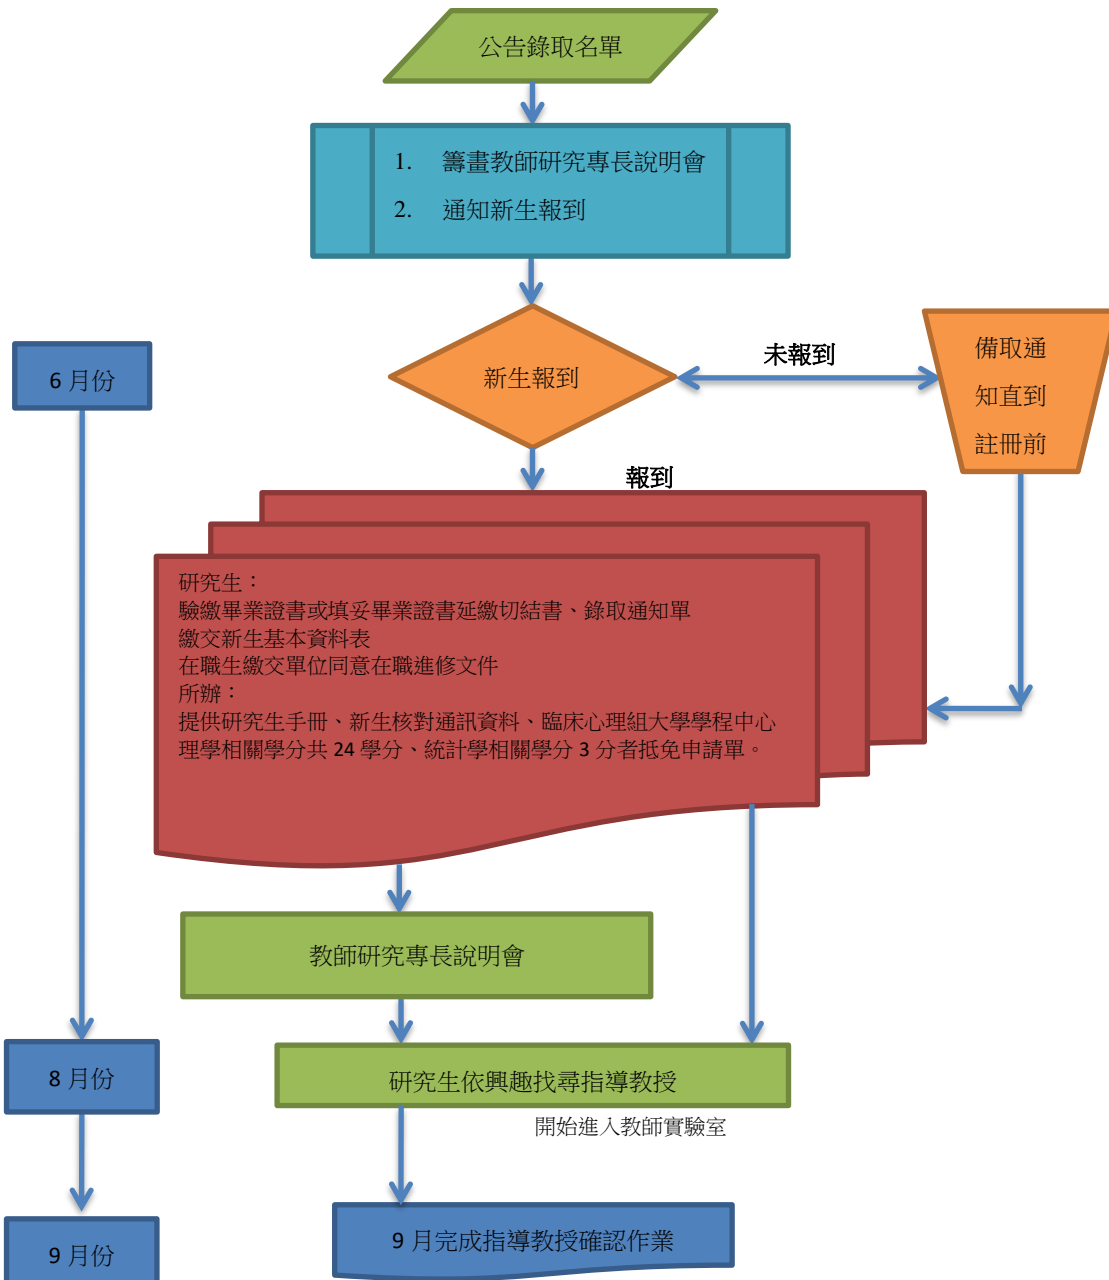 公告錄取名單
1. 籌畫教師研究專長說明會
2. 通知新生報到
6 月份
新生報到
未報到
備取通
知直到
註冊前
報到
研究生：
驗繳畢業證書或填妥畢業證書延繳切結書、錄取通知單
繳交新生基本資料表
在職生繳交單位同意在職進修文件
所辦：
提供研究生手冊、新生核對通訊資料、臨床心理組大學學程中心
理學相關學分共 24 學分、統計學相關學分 3 分者抵免申請單。
教師研究專長說明會
8 月份
研究生依興趣找尋指導教授
開始進入教師實驗室
9 月份
9 月完成指導教授確認作業